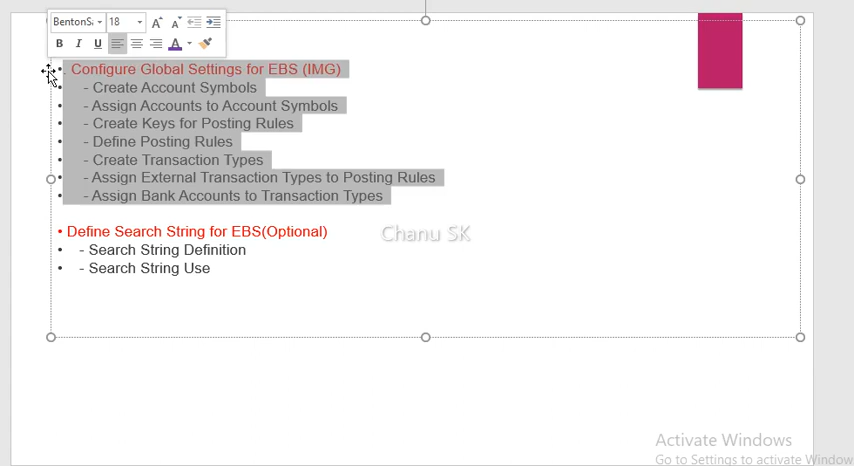 BentonS
18
A A
B I U A
• . Configure Global Settings for EBS (IMG)
• - Create Account Symbols
• - Assign Accounts to Account Symbols
• - Create Keys for Posting Rules
• - Define Posting Rules
• - Create Transaction Types
• - Assign External Transaction Types to Posting Rules
• - Assign Bank Accounts to Transaction Types
• Define Search String for EBS(Optional)
Chanu SK
• - Search String Definition
• - Search String Use
Activate Windows
Go to Settings to activate Window